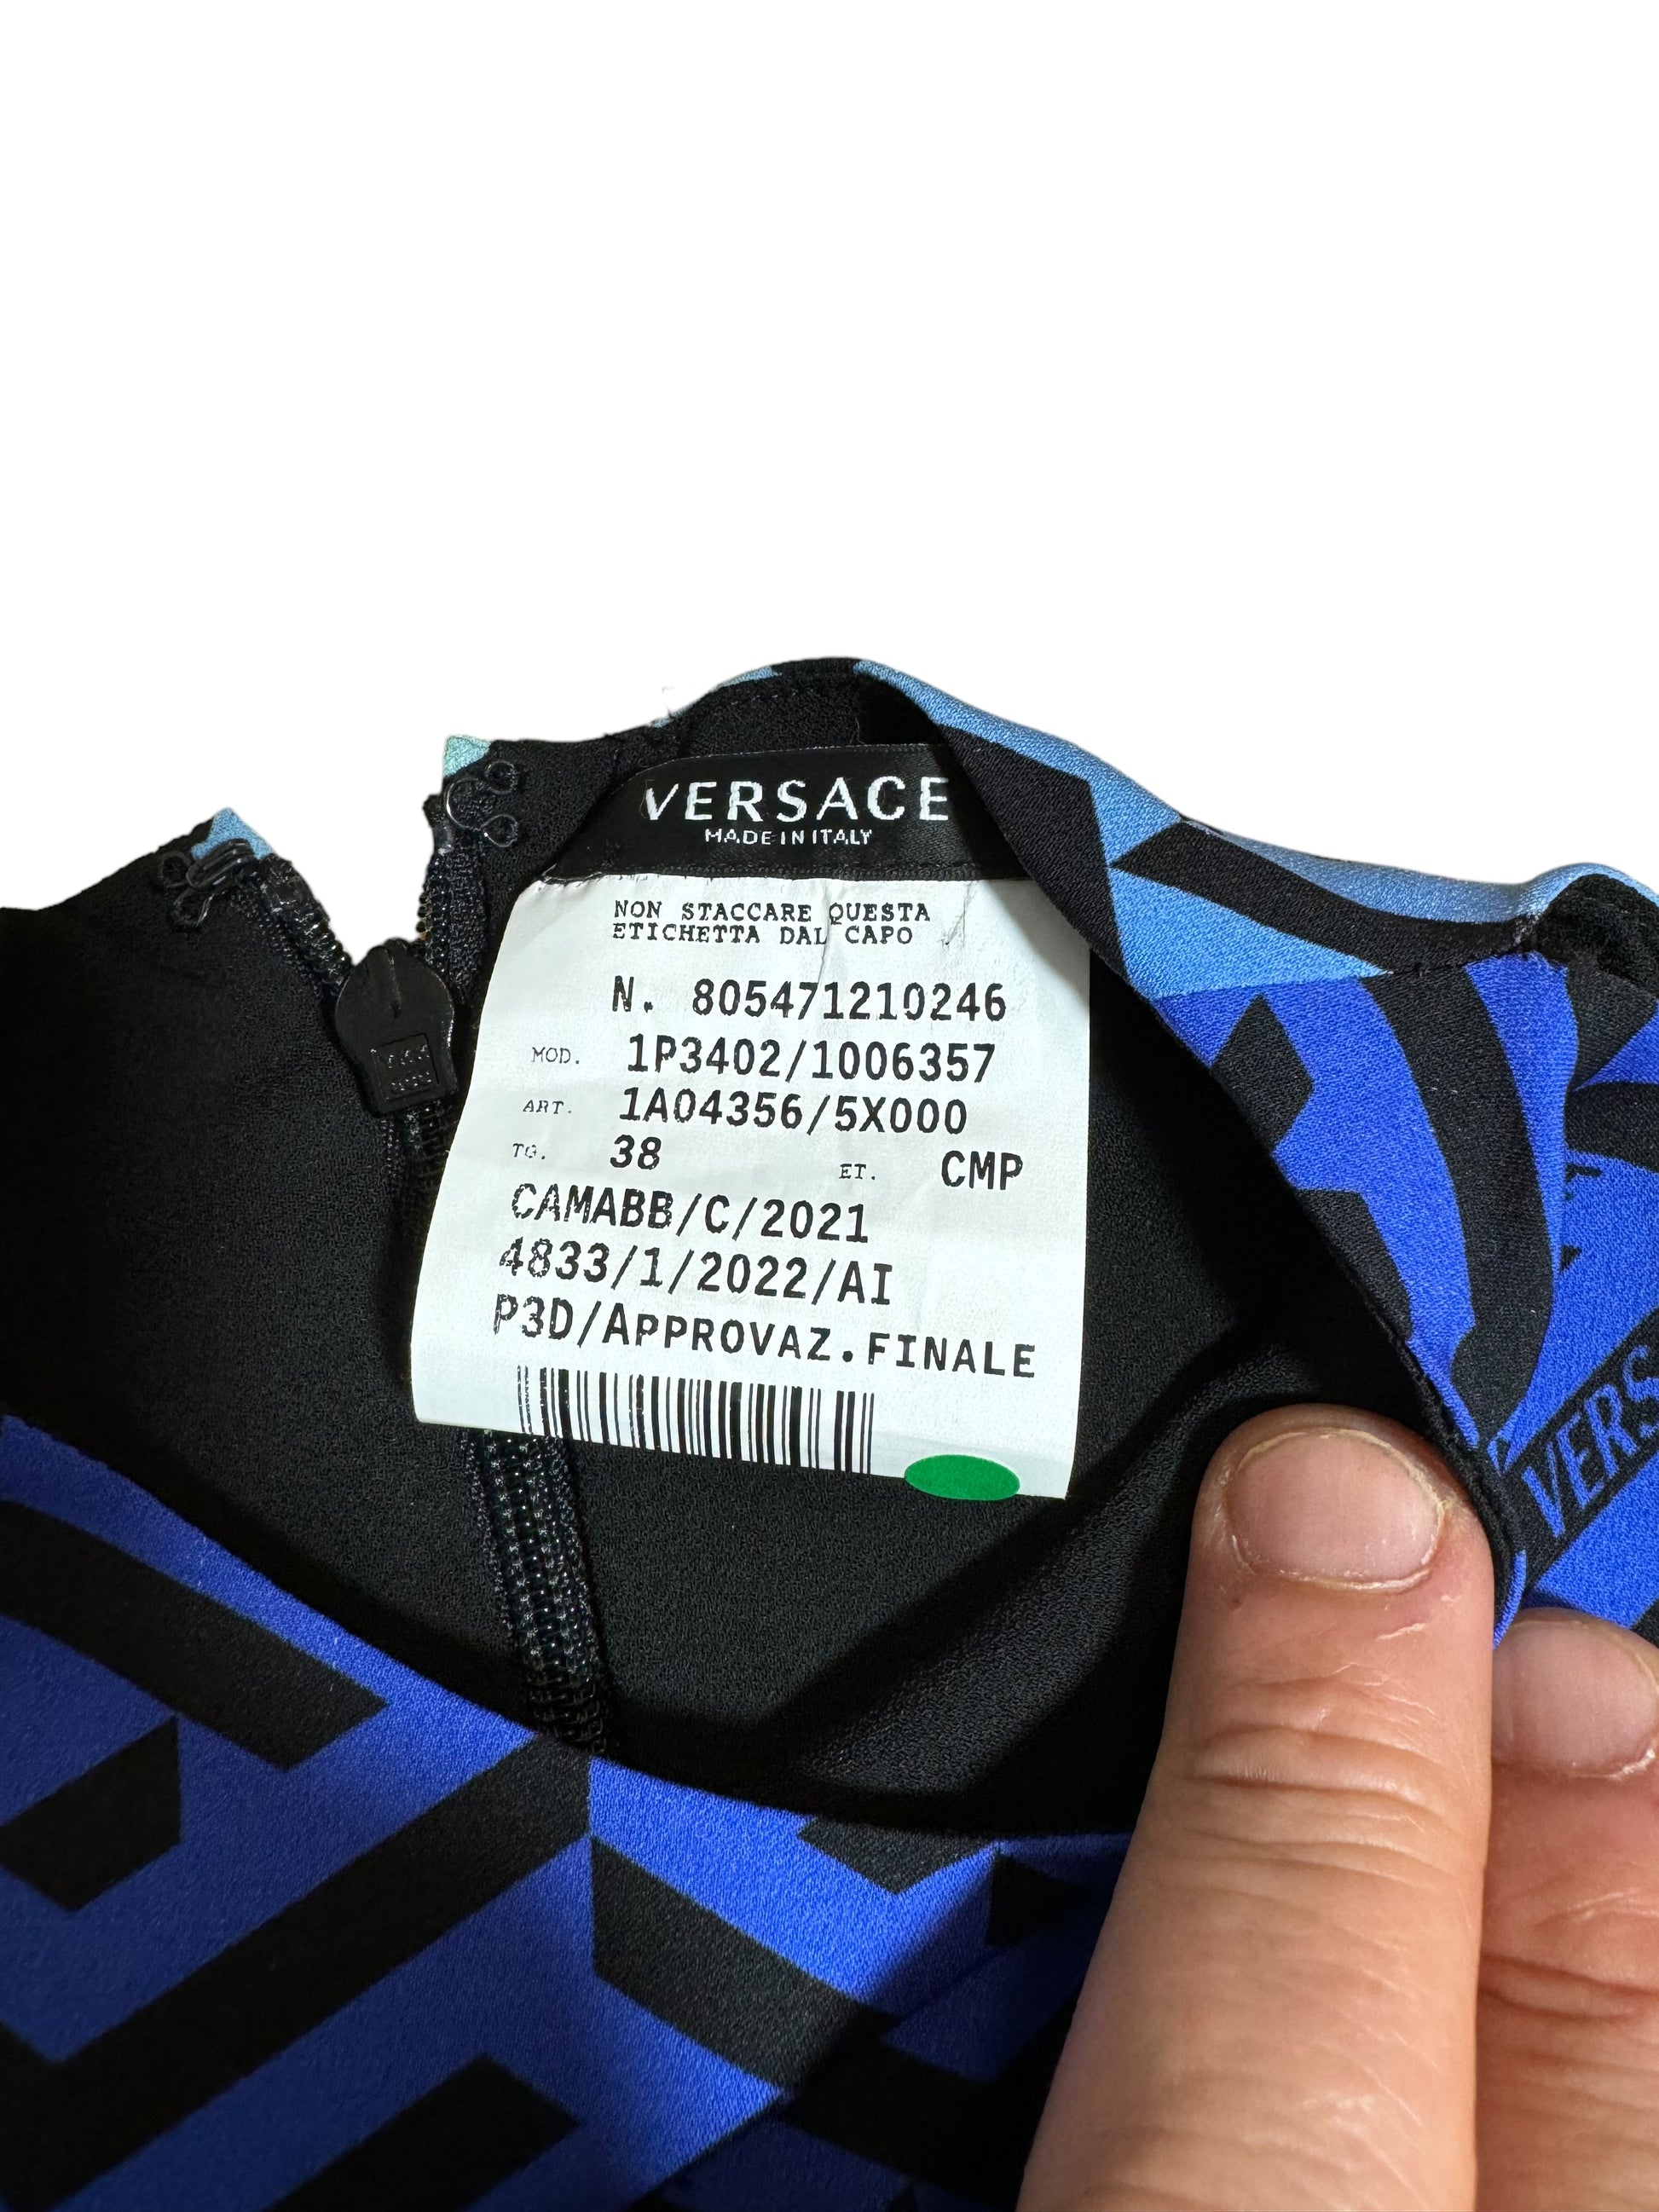 VERSACE
MADE IN ITALY
NON STACCARE QUESTA
ETICHETTA DAL CAPO
N. 805471210246
MOD. 1P3402/1006357
ART. 1A04356/5X000
TG. 38 ET. CMP
CAMABB/C/2021
4833/1/2022/AI
P3D/APPROVAZ.FINALE
VERS